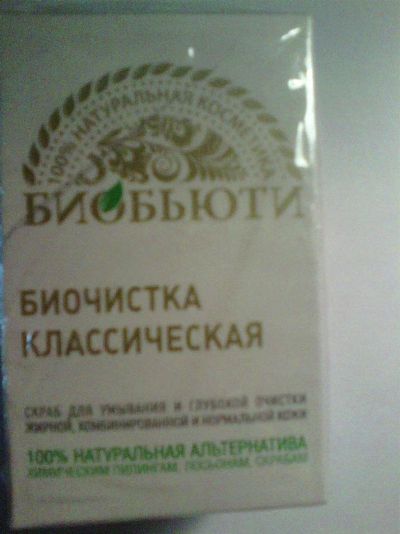 100% НАТУРАЛЬНАЯ КОСМЕТИКА
БИОБЬЮТИ
БИОЧИСТКА
КЛАССИЧЕСКАЯ
СКРАБ ДЛЯ УМЫВАНИЯ И ГЛУБОКОЙ ОЧИСТКИ
ЖИРНОЙ, КОМБИНИРОВАННОЙ И НОРМАЛЬНОЙ КОЖИ
100% НАТУРАЛЬНАЯ АЛЬТЕРНАТИВА
ХИМИЧЕСКИМ ПИЛИНГАМ, ЛОСЬОНАМ, СКРАБАМ